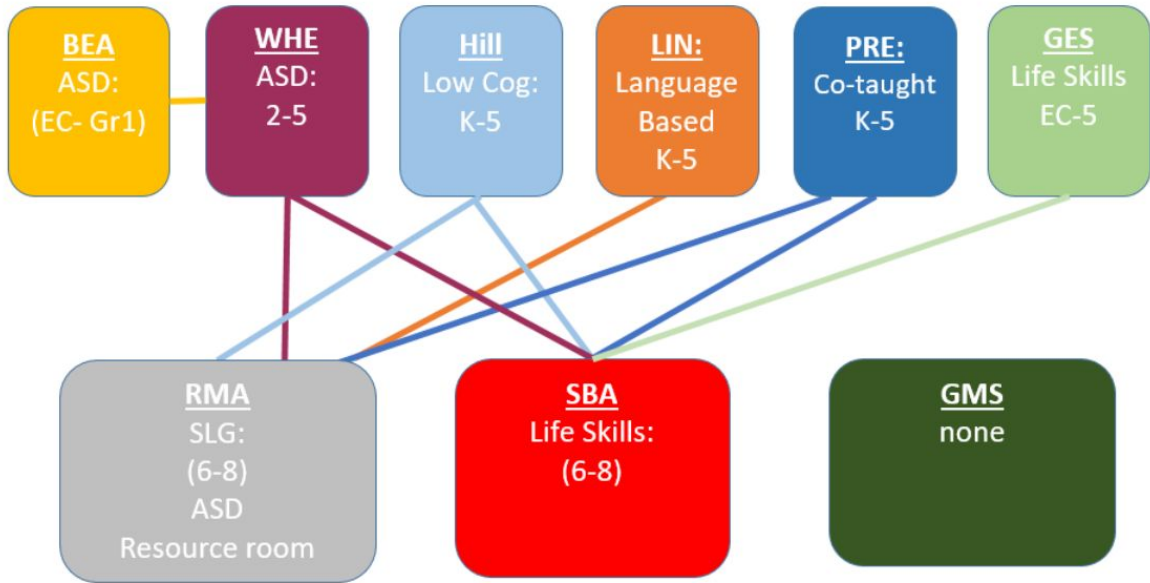 BEA
ASD:
(EC- Gr1)
WHE
ASD:
2-5
Hill
Low Cog:
K-5
LIN:
Language
Based
K-5
PRE:
Co-taught
K-5
GES
Life Skills
EC-5
RMA
SLG:
(6-8)
ASD
Resource room
SBA
Life Skills:
(6-8)
GMS
none